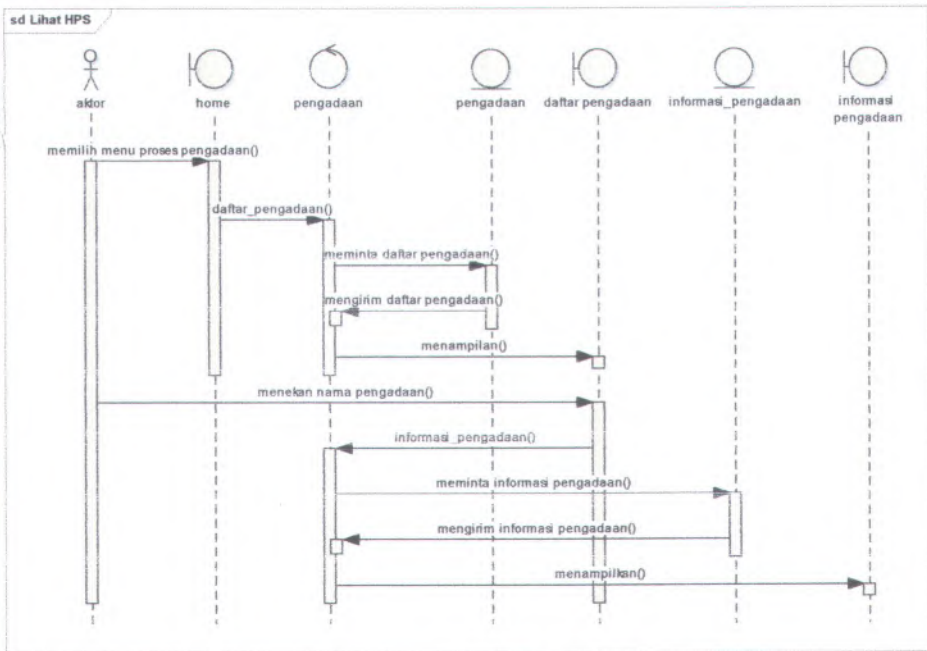 sd Lihat HPS
aktor
home
pengadaan
pengadaan
daftar pengadaan
informasi_pengadaan
informasi
pengadaan
memilih menu proses pengadaan()
daftar_pengadaan()
meminta daftar pengadaan()
mengirim daftar pengadaan()
menampilan()
menekan nama pengadaan()
informasi_pengadaan()
meminta informasi pengadaan()
mengirim informasi pengadaan()
menampilkan()